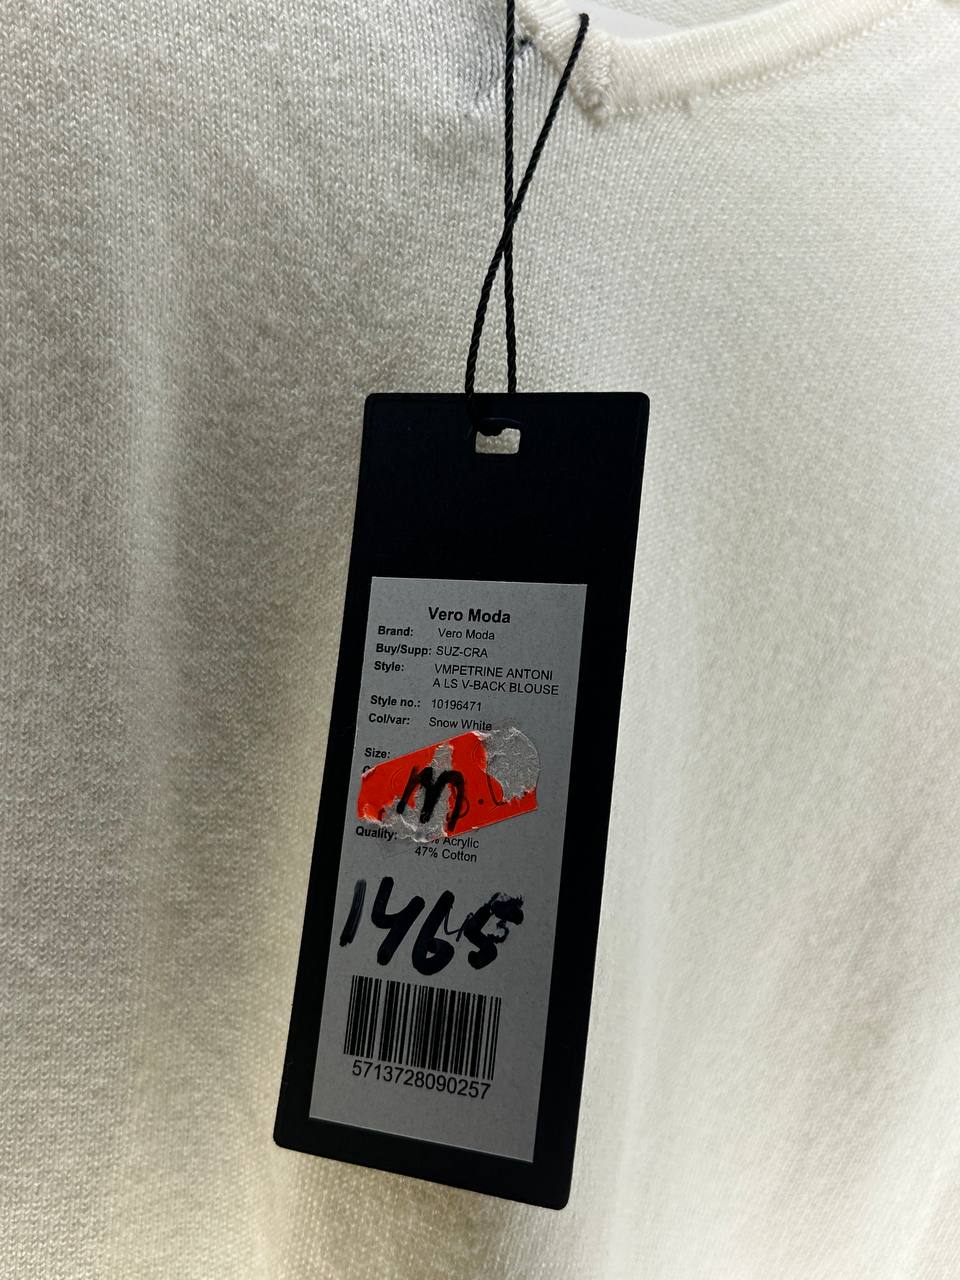 Vero Moda
Brand: Vero Moda
Buy/Supp: SUZ-CRA
Style: VMPETRINE ANTONI
A LS V-BACK BLOUSE
Style no.: 10196471
Col/var: Snow White
Size:
m
Quality: % Acrylic
47% Cotton
1465
5713728090257